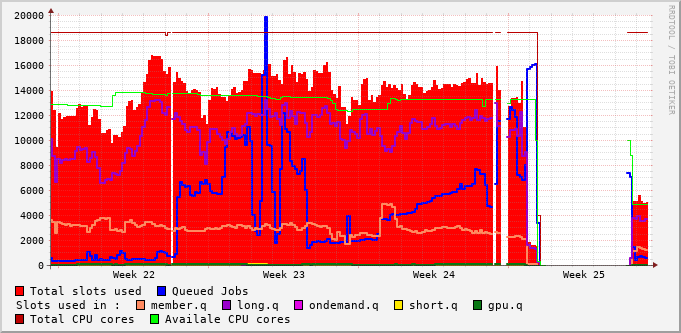 20000
18000
16000
14000
12000
10000
8000
6000
4000
2000
0
Week 22 Week 23 Week 24 Week 25
RRDTOOL / TOBI OETIKER
Total slots used Queued Jobs
Slots used in : member.q long.q ondemand.q short.q gpu.q
Total CPU cores Availale CPU cores